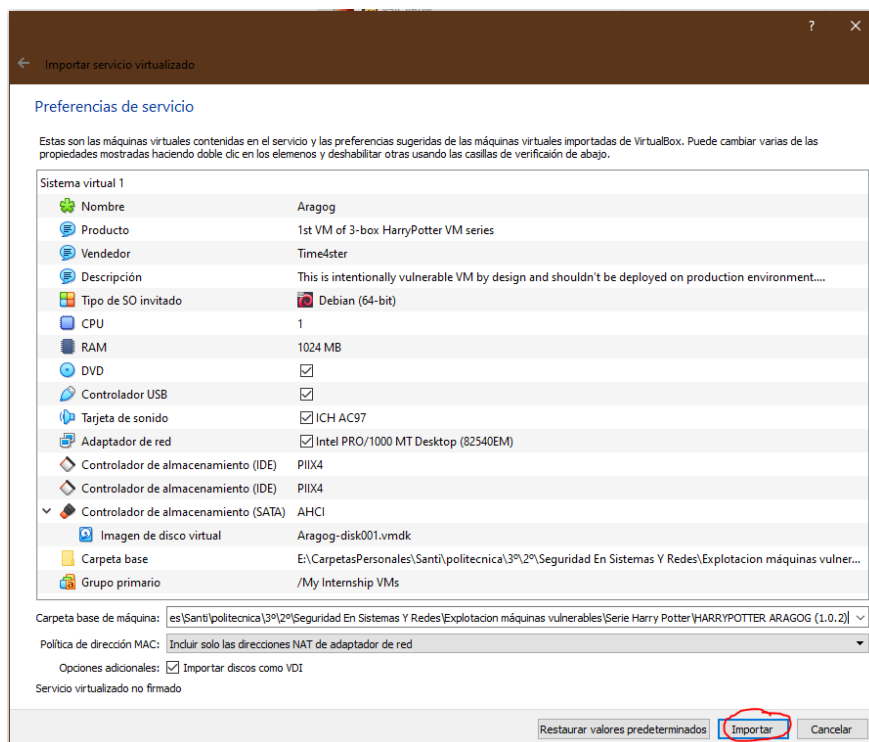 ?
Importar servicio virtualizado
Preferencias de servicio
Estas son las máquinas virtuales contenidas en el servicio y las preferencias sugeridas de las máquinas virtuales importadas de VirtualBox. Puede cambiar varias de las
propiedades mostradas haciendo doble clic en los elemenos y deshabilitar otras usando las casillas de verificaión de abajo.
Sistema virtual 1
Nombre Aragog
Producto 1st VM of 3-box HarryPotter VM series
Vendedor Time4ster
Descripción This is intentionally vulnerable VM by design and shouldn't be deployed on production environment....
Tipo de SO invitado Debian (64-bit)
CPU 1
RAM 1024 MB
DVD
Controlador USB
Tarjeta de sonido ICH AC97
Adaptador de red Intel PRO/1000 MT Desktop (82540EM)
Controlador de almacenamiento (IDE) PIIX4
Controlador de almacenamiento (IDE) PIIX4
Controlador de almacenamiento (SATA) AHCI
Imagen de disco virtual Aragog-disk001.vmdk
Carpeta base E:\CarpetasPersonales\Santi\politecnica\3º\2º\Seguridad En Sistemas Y Redes\Explotacion máquinas vulner...
Grupo primario /My Internship VMs
Carpeta base de máquina: es\Santi\politecnica\3º\2º\Seguridad En Sistemas Y Redes\Explotacion máquinas vulnerables\Serie Harry Potter\HARRYPOTTER ARAGOG (1.0.2)
Política de dirección MAC: Incluir solo las direcciones NAT de adaptador de red
Opciones adicionales: Importar discos como VDI
Servicio virtualizado no firmado
Restaurar valores predeterminados Importar Cancelar